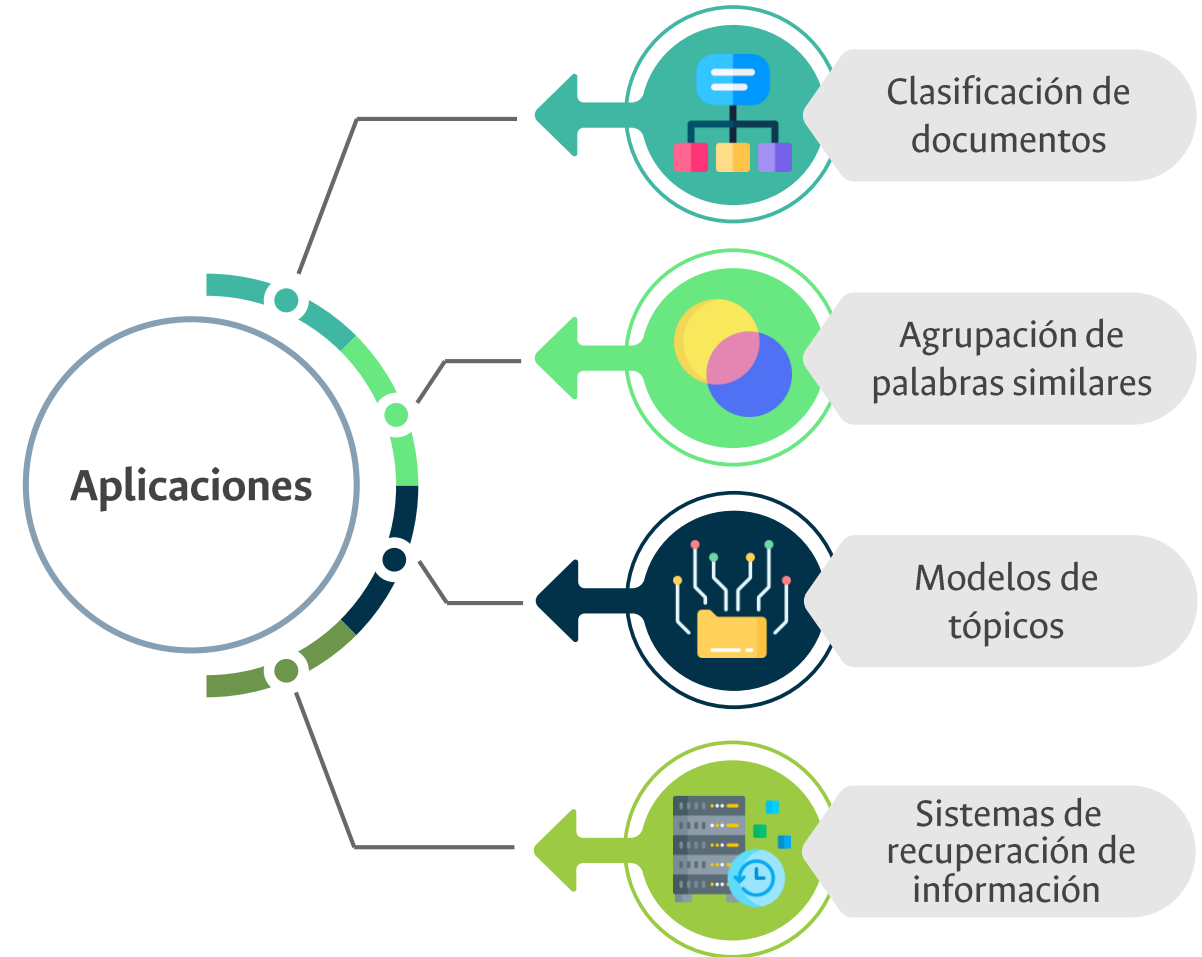 Aplicaciones
Clasificación de
documentos
Agrupación de
palabras similares
Modelos de
tópicos
Sistemas de
recuperación de
información